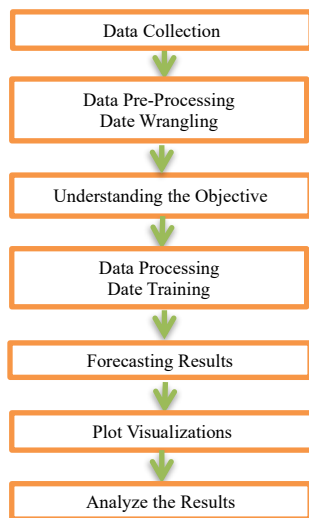 Data Collection
Data Pre-Processing
Date Wrangling
Understanding the Objective
Data Processing
Date Training
Forecasting Results
Plot Visualizations
Analyze the Results